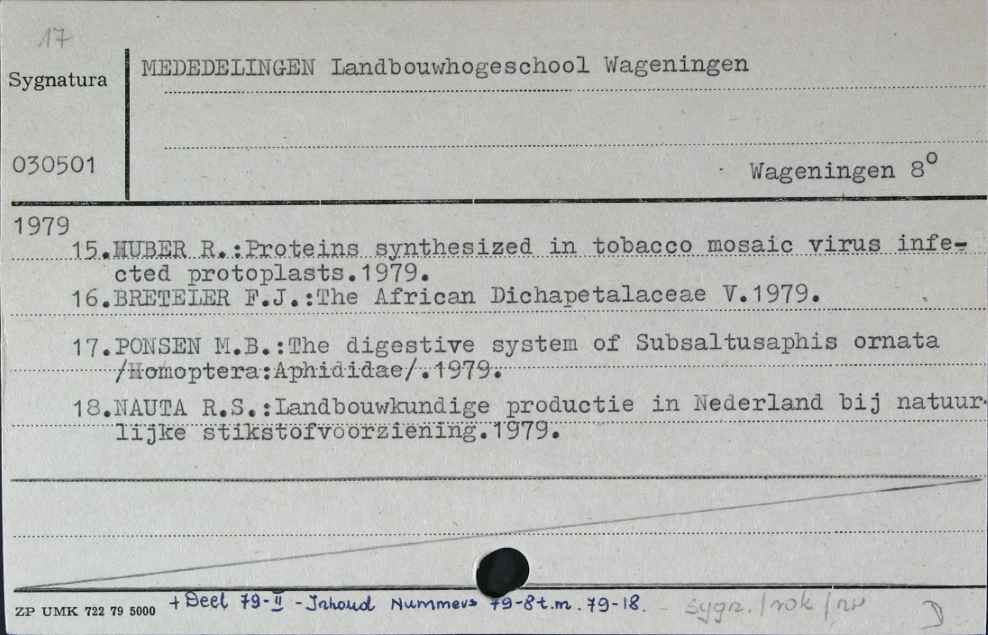 17
Sygnatura
MEDEDELINGEN Landbouwhogeschool Wageningen
030501
Wageningen 8°
1979
15.HUBER R.:Proteins synthesized in tobacco mosaic virus infe-
cted protoplasts.1979.
16.BRETELER F.J.:The African Dichapetalaceae V.1979.
17.PONSEN M.B.:The digestive system of Subsaltusaphis ornata
/Homoptera:Aphididae/.1979.
18.NAUTA R.S.:Landbouwkundige productie in Nederland bij natuur-
lijke stikstofvoorziening.1979.
ZP UMK 722 79 5000 + Deel 79-II - Inhoud Nummers 79-8 t.m. 79-18. sygn./rok/nr D